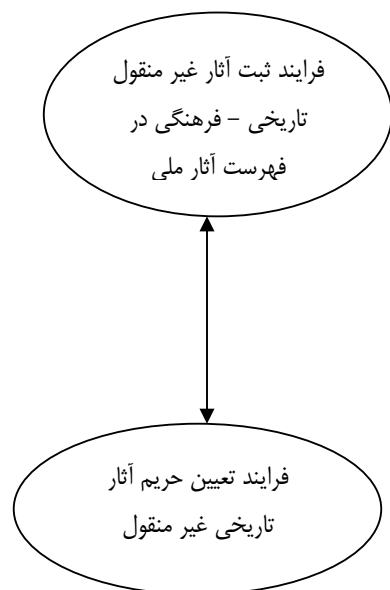 فرایند ثبت آثار غیر منقول
تاریخی – فرهنگی در
فهرست آثار ملی
فرایند تعیین حریم آثار
تاریخی غیر منقول